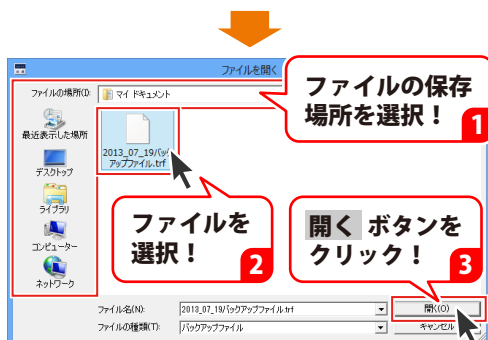 ファイルを開く
ファイルの場所(I):
マイ ドキュメント
ファイルの保存
場所を選択！
1
最近表示した場所
デスクトップ
ライブラリ
コンピューター
ネットワーク
2013_07_19バック
アップファイル.trf
ファイルを
選択！
2
開く ボタンを
クリック！
3
ファイル名(N):
2013_07_19バックアップファイル.trf
開く(O)
ファイルの種類(T):
バックアップファイル
キャンセル